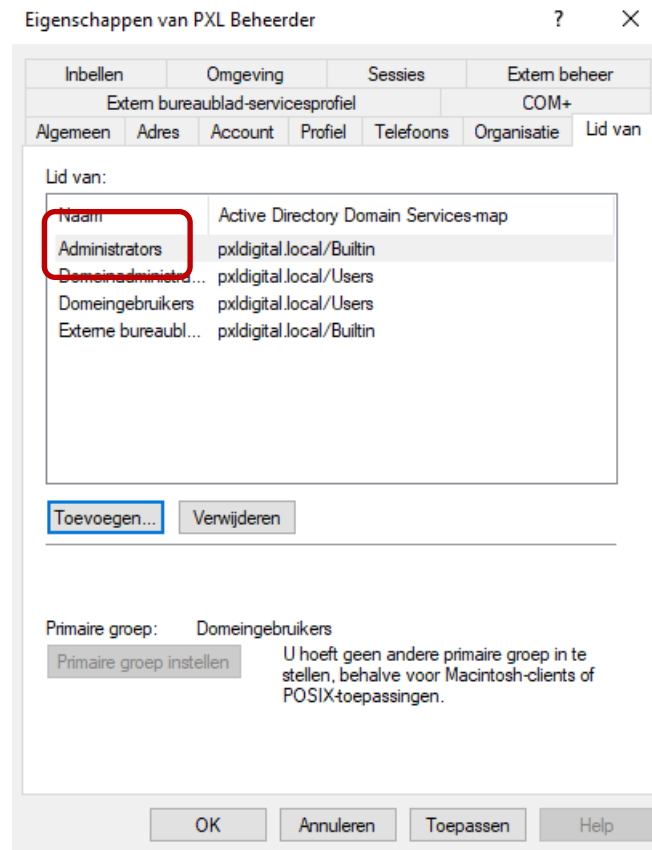 Eigenschappen van PXL Beheerder ? ×
Inbellen Omgeving Sessies Extern beheer
Extern bureaublad-servicesprofiel COM+
Algemeen Adres Account Profiel Telefoons Organisatie Lid van
Lid van:
Naam Active Directory Domain Services-map
Administrators pxldigital.local/Builtin
Domeinadministra... pxldigital.local/Users
Domeingebruikers pxldigital.local/Users
Externe bureaubl... pxldigital.local/Builtin
Toevoegen... Verwijderen
Primaire groep: Domeingebruikers
Primaire groep instellen
U hoeft geen andere primaire groep in te
stellen, behalve voor Macintosh-clients of
POSIX-toepassingen.
OK Annuleren Toepassen Help